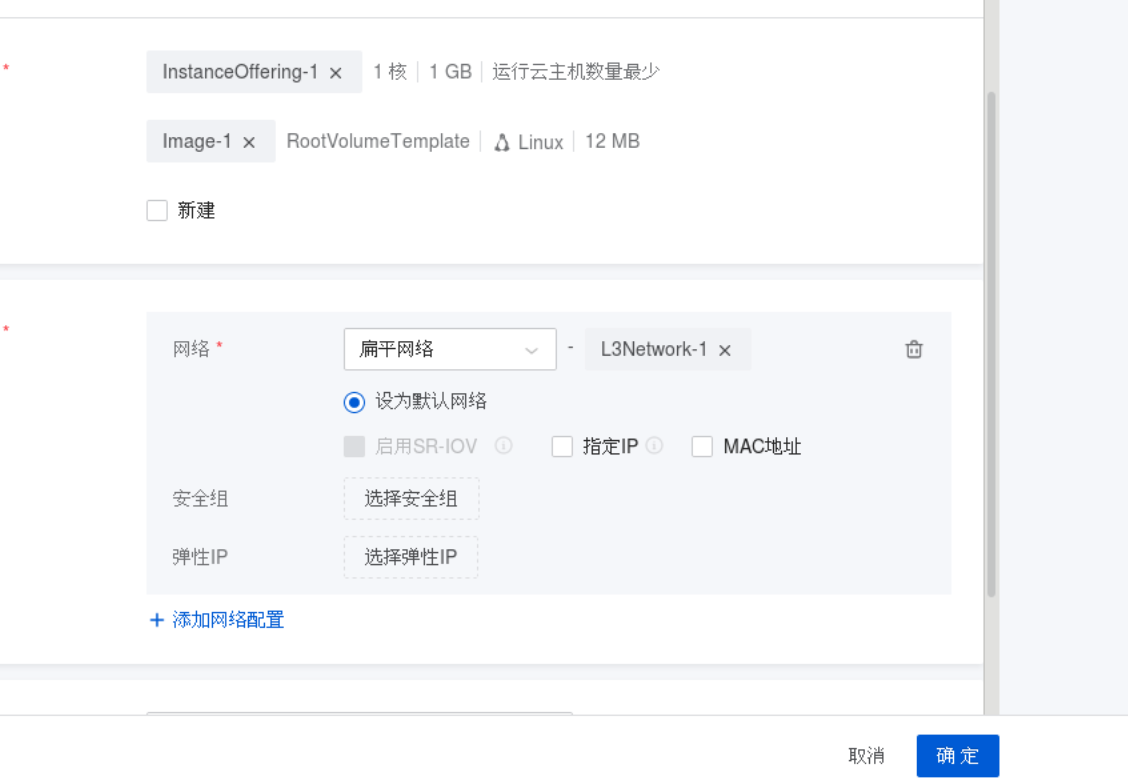 * InstanceOffering-1 × 1 核 1 GB 运行云主机数量最少
Image-1 × RootVolumeTemplate Linux 12 MB
新建
*
网络 * 扁平网络 - L3Network-1 ×
设为默认网络
启用SR-IOV 指定IP MAC地址
安全组 选择安全组
弹性IP 选择弹性IP
+ 添加网络配置
取消 确定